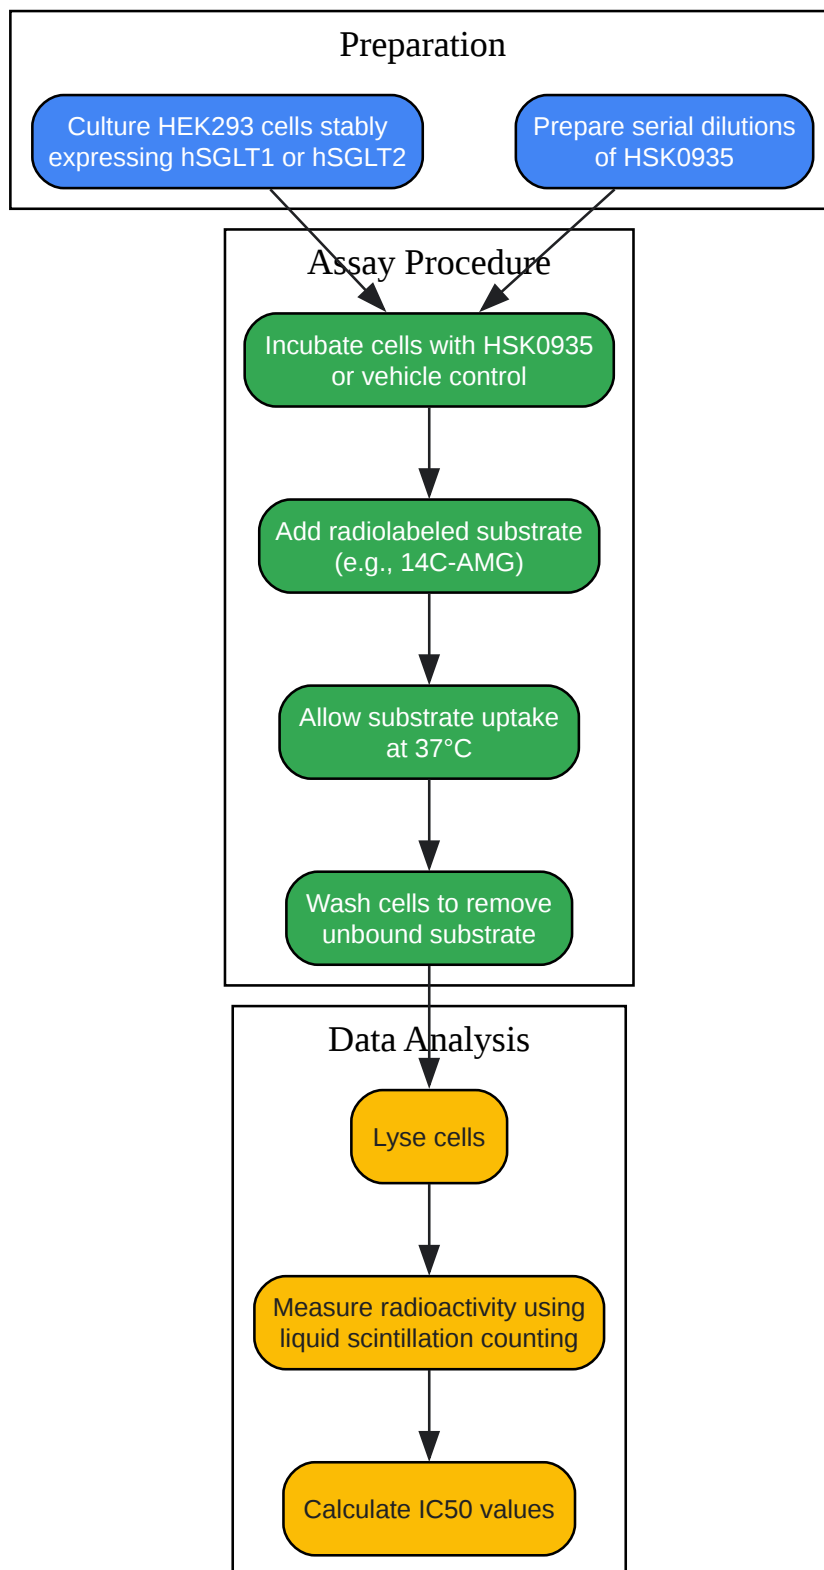 Preparation
Culture HEK293 cells stably
expressing hSGLT1 or hSGLT2
Prepare serial dilutions
of HSK0935
Assay Procedure
Incubate cells with HSK0935
or vehicle control
Add radiolabeled substrate
(e.g., 14C-AMG)
Allow substrate uptake
at 37°C
Wash cells to remove
unbound substrate
Data Analysis
Lyse cells
Measure radioactivity using
liquid scintillation counting
Calculate IC50 values